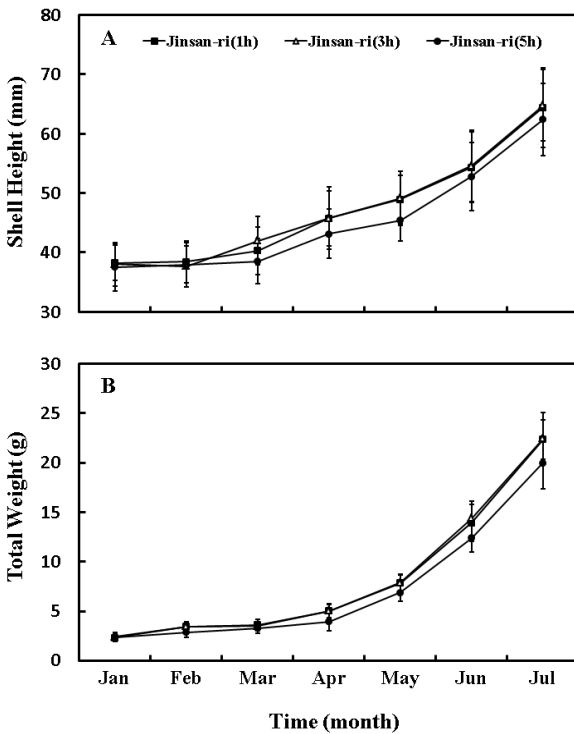 80
A
Jinsan-ri(1h) Jinsan-ri(3h) Jinsan-ri(5h)
70
60
50
40
30
Shell Height (mm)
30
B
25
20
15
10
5
0
Total Weight (g)
Jan Feb Mar Apr May Jun Jul
Time (month)